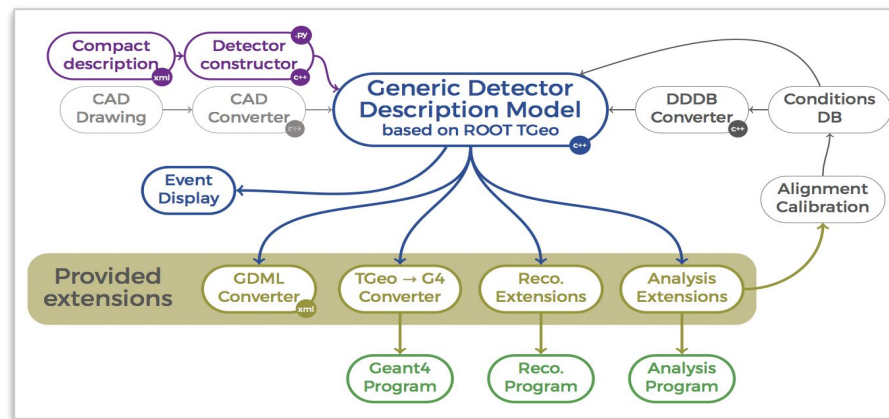 Compact
description
xml
Detector
constructor
.py
c++
CAD
Drawing
CAD
Converter
c++
Generic Detector
Description Model
based on ROOT TGeo
c++
DDDB
Converter
c++
Conditions
DB
Event
Display
Alignment
Calibration
Provided
extensions
GDML
Converter
xml
TGeo → G4
Converter
Reco.
Extensions
Analysis
Extensions
Geant4
Program
Reco.
Program
Analysis
Program